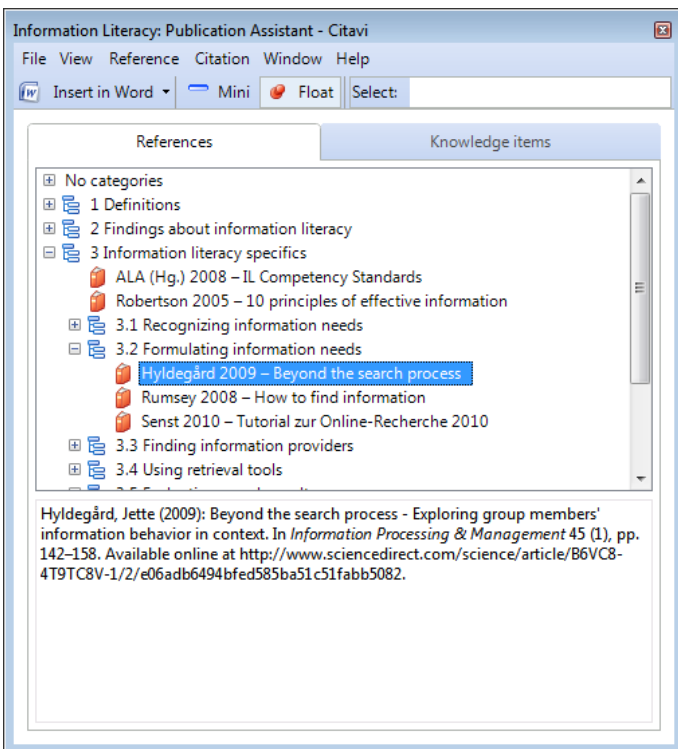 Information Literacy: Publication Assistant - Citavi
File View Reference Citation Window Help
Insert in Word Mini Float Select:
References Knowledge items
No categories
1 Definitions
2 Findings about information literacy
3 Information literacy specifics
ALA (Hg.) 2008 – IL Competency Standards
Robertson 2005 – 10 principles of effective information
3.1 Recognizing information needs
3.2 Formulating information needs
Hyldegård 2009 – Beyond the search process
Rumsey 2008 – How to find information
Senst 2010 – Tutorial zur Online-Recherche 2010
3.3 Finding information providers
3.4 Using retrieval tools
Hyldegård, Jette (2009): Beyond the search process - Exploring group members'
information behavior in context. In Information Processing & Management 45 (1), pp.
142–158. Available online at http://www.sciencedirect.com/science/article/B6VC8-
4T9TC8V-1/2/e06adb6494bfed585ba51c51fabb5082.